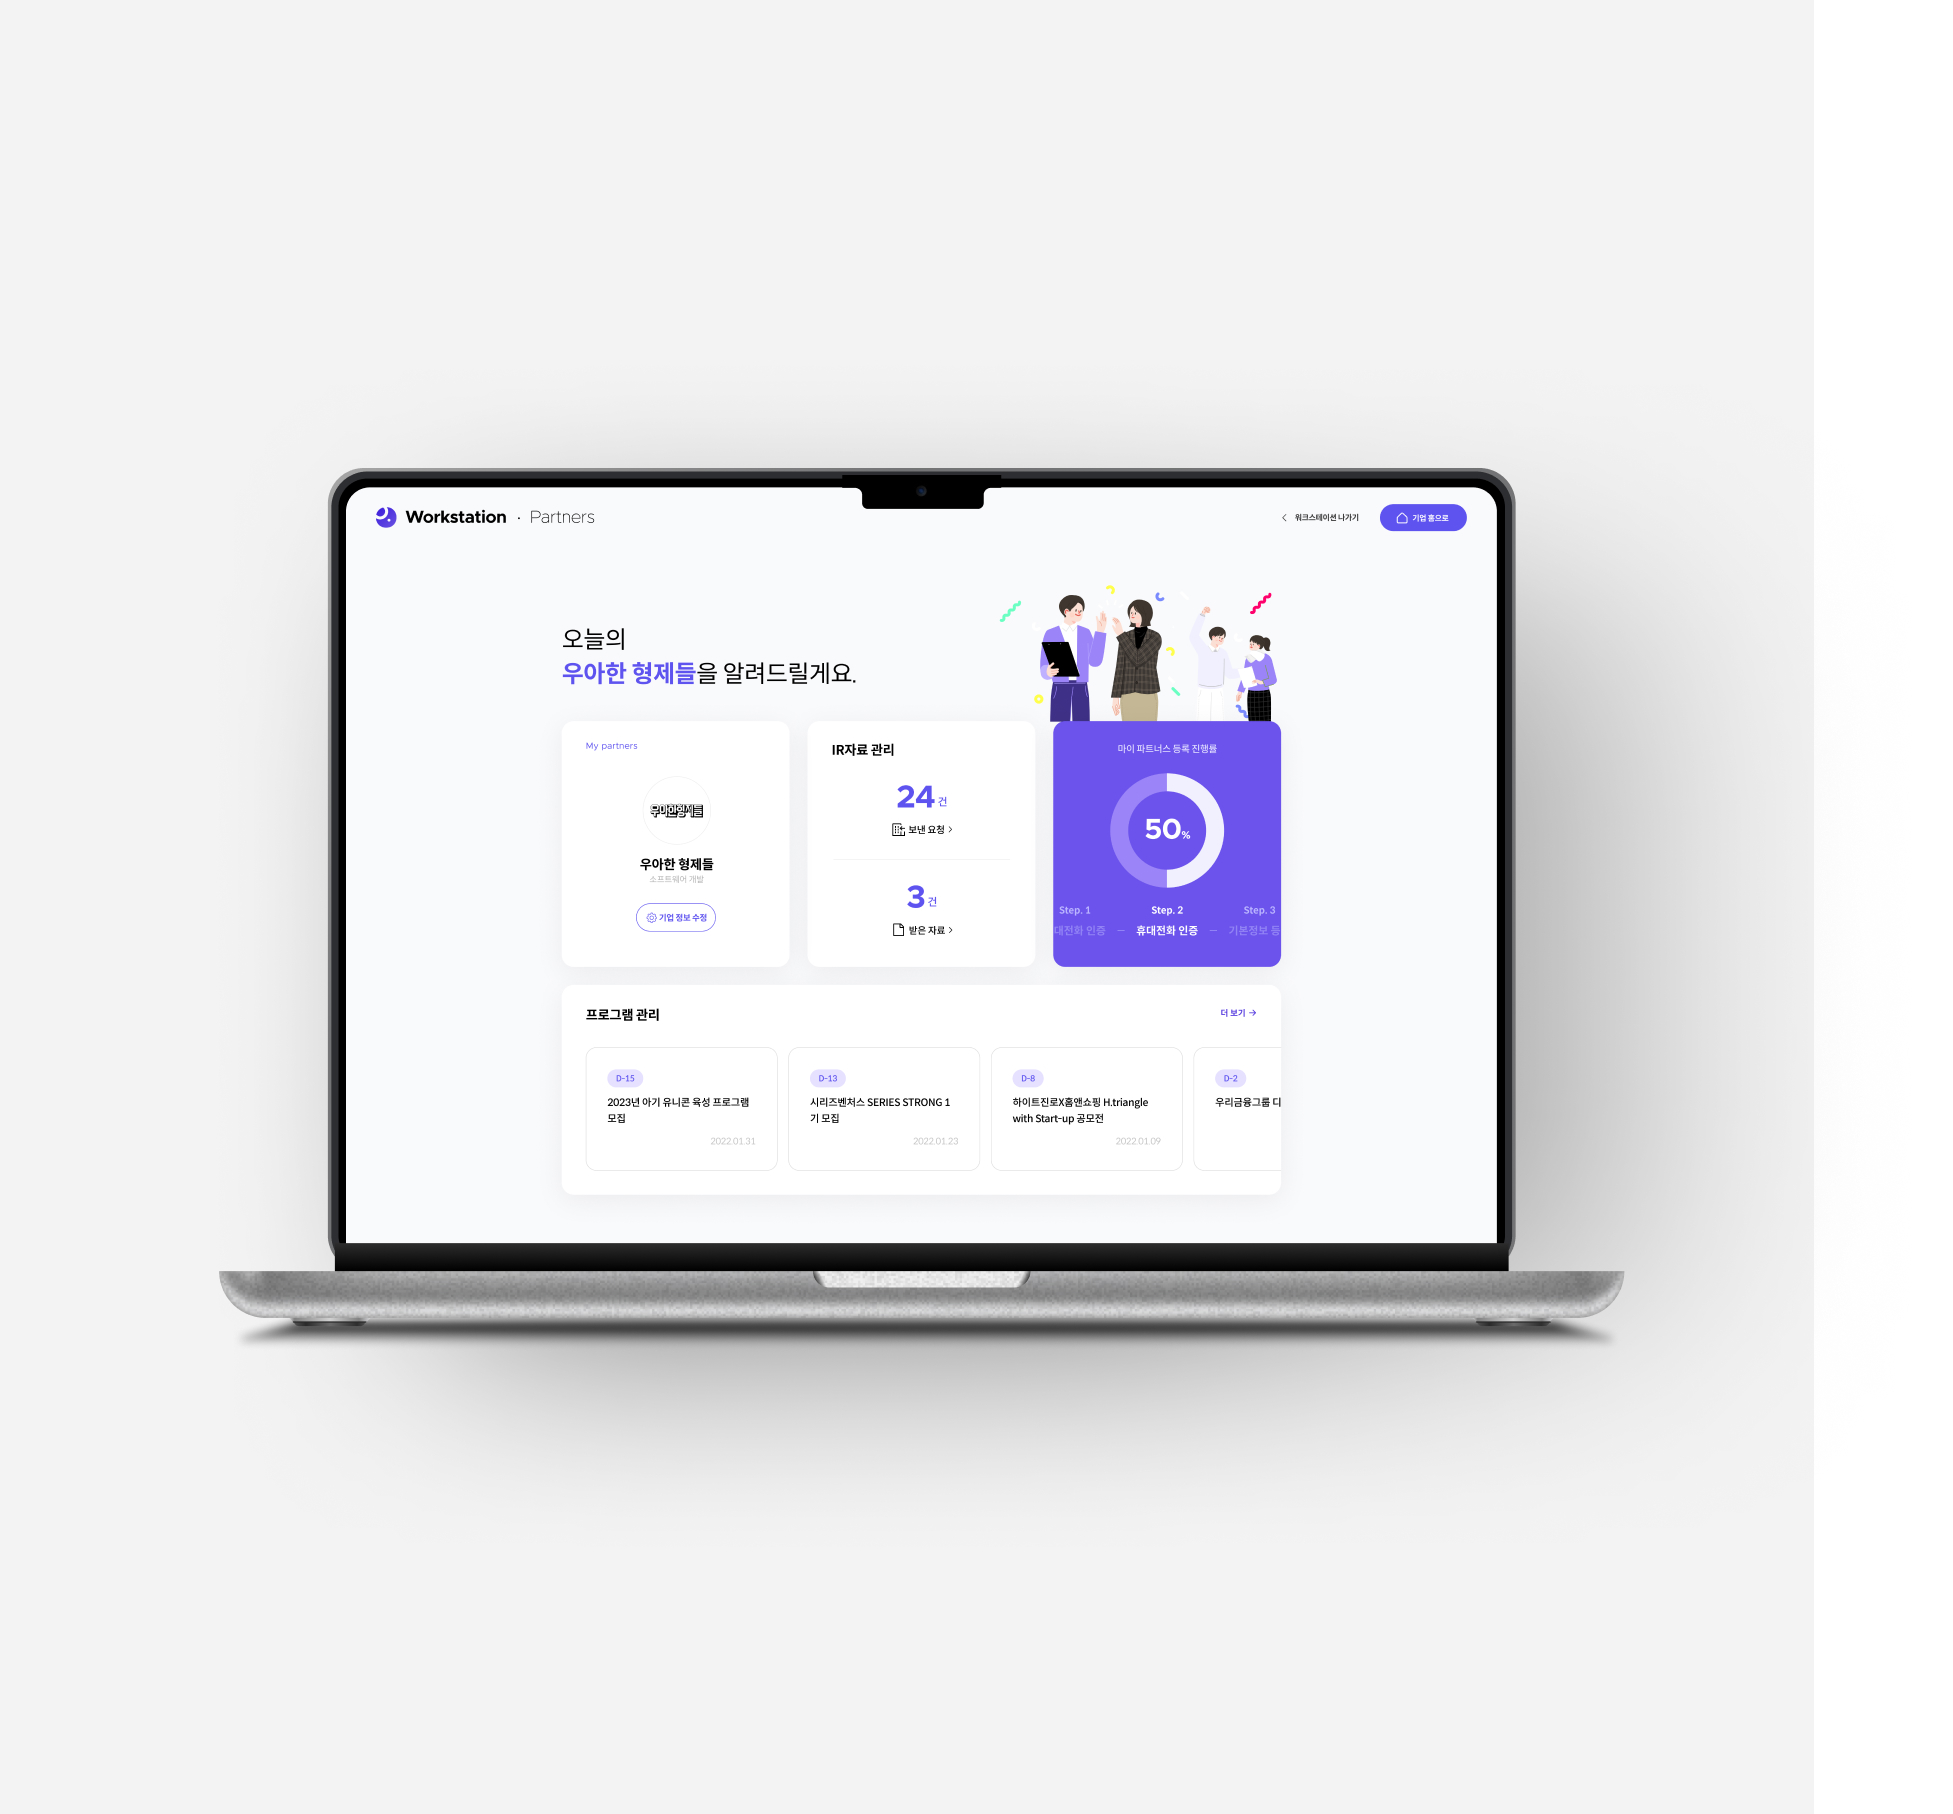 Workstation · Partners
워크스테이션 나가기
기업 홈으로
오늘의
우아한 형제들을 알려드릴게요.
My partners
우아한형제들
우아한 형제들
소프트웨어 개발
기업 정보 수정
IR자료 관리
24 건
보낸 요청
3 건
받은 자료
마이 파트너스 등록 진행률
50%
Step. 1
Step. 2
Step. 3
대전화 인증 — 휴대전화 인증 — 기본정보 등
프로그램 관리
더 보기 →
D-15
2023년 아기 유니콘 육성 프로그램
모집
2022.01.31
D-13
시리즈벤처스 SERIES STRONG 1
기 모집
2022.01.23
D-8
하이트진로X홈앤쇼핑 H.triangle
with Start-up 공모전
2022.01.09
D-2
우리금융그룹 디